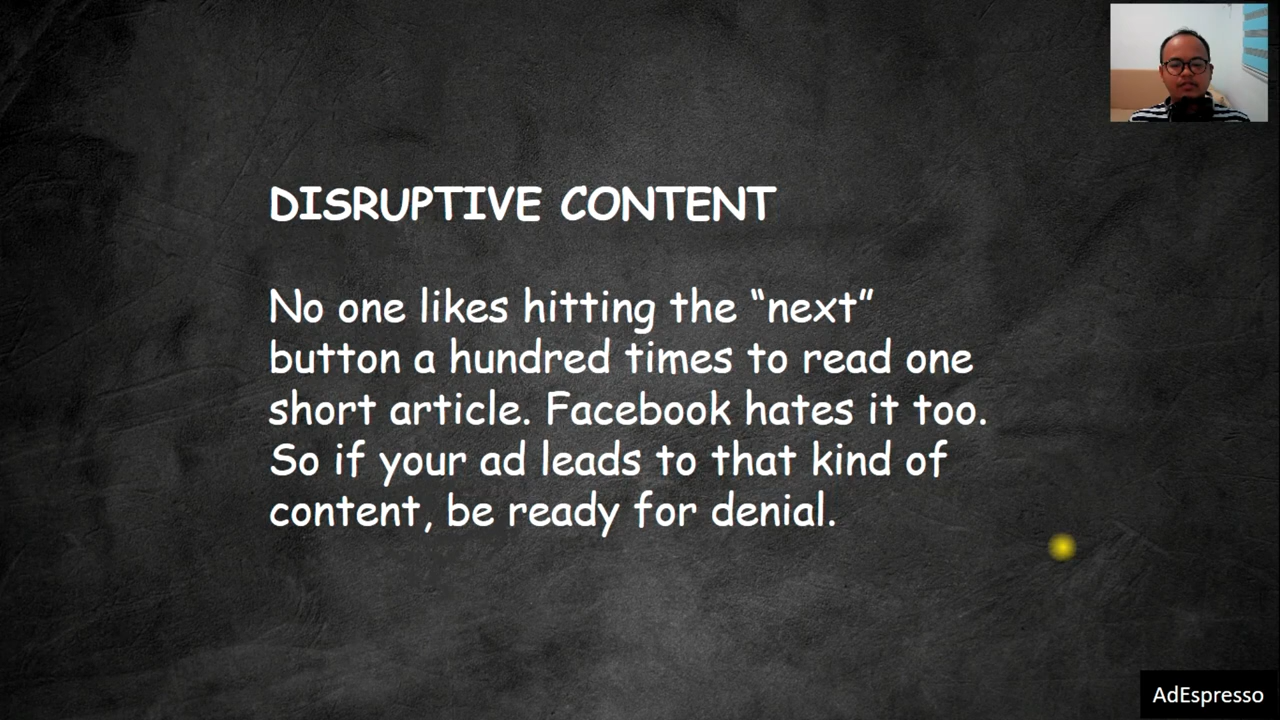 DISRUPTIVE CONTENT
No one likes hitting the “next”
button a hundred times to read one
short article. Facebook hates it too.
So if your ad leads to that kind of
content, be ready for denial.
AdEspresso